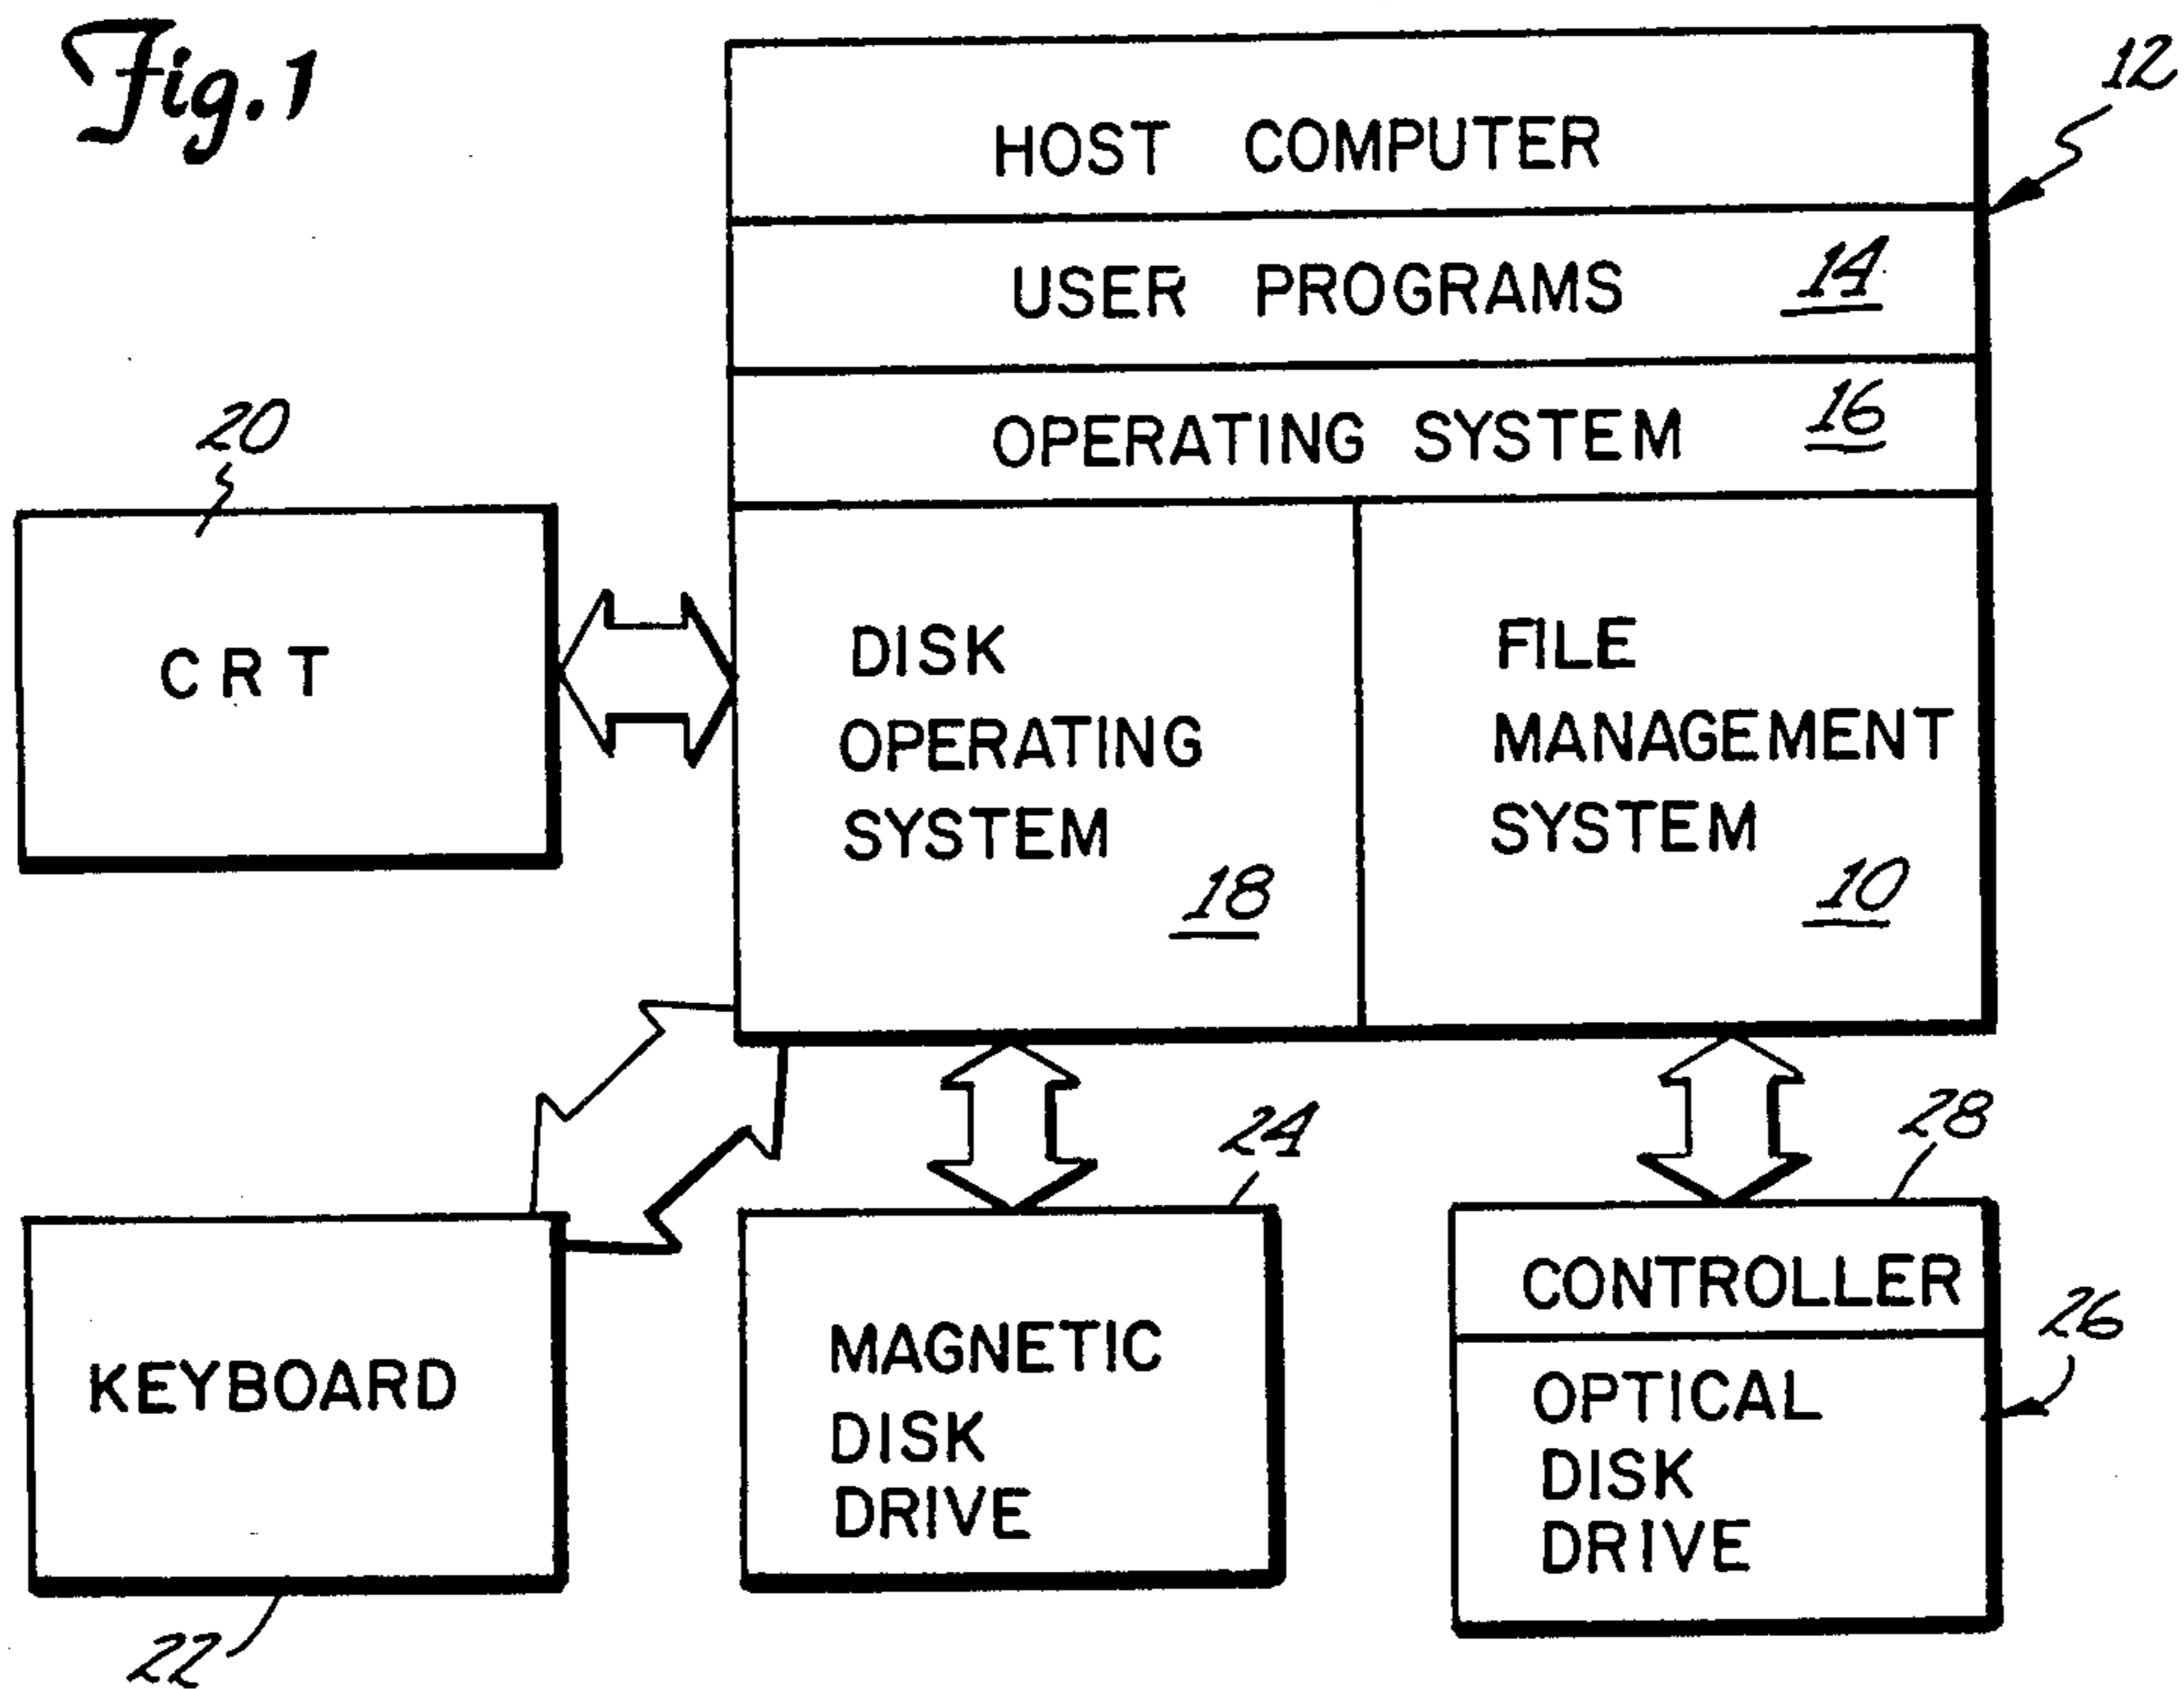 Fig. 1
12
HOST COMPUTER
USER PROGRAMS 14
OPERATING SYSTEM 16
20
CRT
DISK
OPERATING
SYSTEM
18
FILE
MANAGEMENT
SYSTEM
10
KEYBOARD
22
24
MAGNETIC
DISK
DRIVE
28
CONTROLLER
26
OPTICAL
DISK
DRIVE